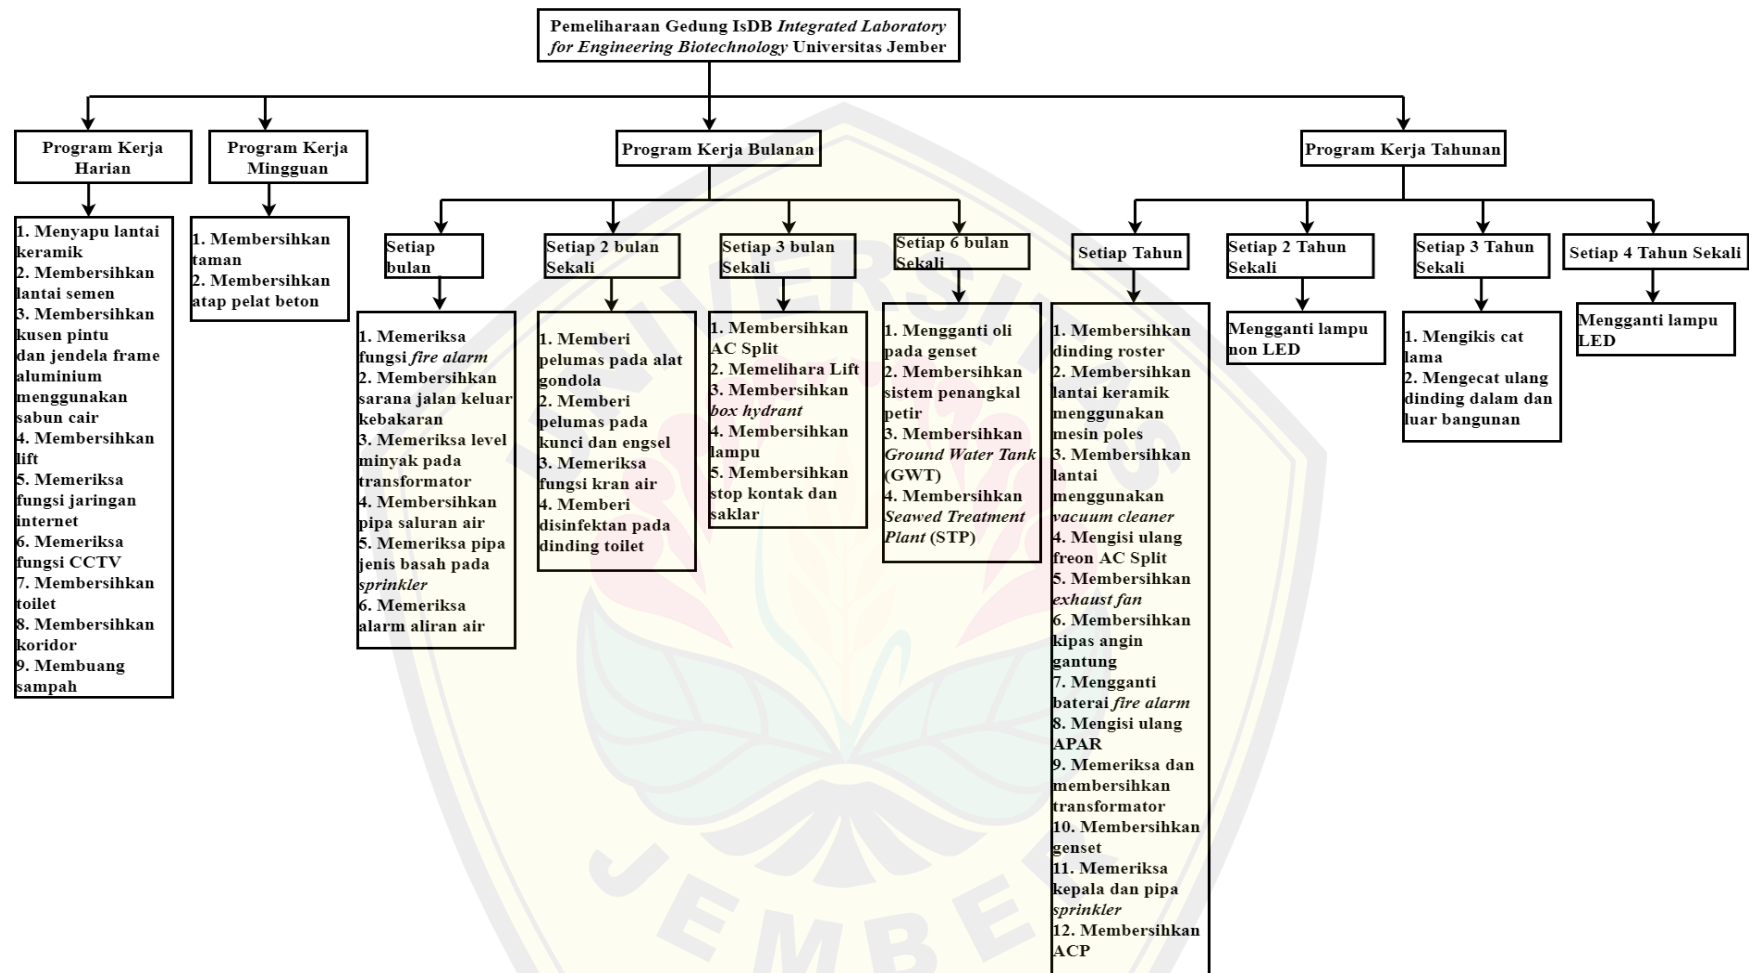 Pemeliharaan Gedung IsDB Integrated Laboratory
for Engineering Biotechnology Universitas Jember
Program Kerja
Harian
Program Kerja
Mingguan
Program Kerja Bulanan
Program Kerja Tahunan
1. Menyapu lantai
keramik
2. Membersihkan
lantai semen
3. Membersihkan
kusen pintu
dan jendela frame
aluminium
menggunakan
sabun cair
4. Membersihkan
lift
5. Memeriksa
fungsi jaringan
internet
6. Memeriksa
fungsi CCTV
7. Membersihkan
toilet
8. Membersihkan
koridor
9. Membuang
sampah
1. Membersihkan
taman
2. Membersihkan
atap pelat beton
Setiap
bulan
1. Memeriksa
fungsi fire alarm
2. Membersihkan
sarana jalan keluar
kebakaran
3. Memeriksa level
minyak pada
transformator
4. Membersihkan
pipa saluran air
5. Memeriksa pipa
jenis basah pada
sprinkler
6. Memeriksa
alarm aliran air
Setiap 2 bulan
Sekali
1. Memberi
pelumas pada alat
gondola
2. Memberi
pelumas pada
kunci dan engsel
3. Memeriksa
fungsi kran air
4. Memberi
disinfektan pada
dinding toilet
Setiap 3 bulan
Sekali
1. Membersihkan
AC Split
2. Memelihara Lift
3. Membersihkan
box hydrant
4. Membersihkan
lampu
5. Membersihkan
stop kontak dan
saklar
Setiap 6 bulan
Sekali
1. Mengganti oli
pada genset
2. Membersihkan
sistem penangkal
petir
3. Membersihkan
Ground Water Tank
(GWT)
4. Membersihkan
Seawed Treatment
Plant (STP)
Setiap Tahun
1. Membersihkan
dinding roster
2. Membersihkan
lantai keramik
menggunakan
mesin poles
3. Membersihkan
lantai
menggunakan
vacuum cleaner
4. Mengisi ulang
freon AC Split
5. Membersihkan
exhaust fan
6. Membersihkan
kipas angin
gantung
7. Mengganti
baterai fire alarm
8. Mengisi ulang
APAR
9. Memeriksa dan
membersihkan
transformator
10. Membersihkan
genset
11. Memeriksa
kepala dan pipa
sprinkler
12. Membersihkan
ACP
Setiap 2 Tahun
Sekali
Mengganti lampu
non LED
Setiap 3 Tahun
Sekali
1. Mengikis cat
lama
2. Mengecat ulang
dinding dalam dan
luar bangunan
Setiap 4 Tahun Sekali
Mengganti lampu
LED
UNIVERSITAS
JEMBER